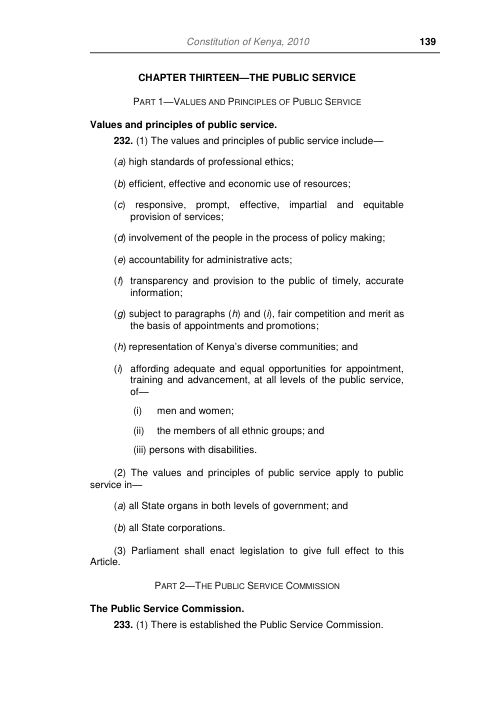 Constitution of Kenya, 2010 139
CHAPTER THIRTEEN—THE PUBLIC SERVICE
PART 1—VALUES AND PRINCIPLES OF PUBLIC SERVICE
Values and principles of public service.
232. (1) The values and principles of public service include—
(a) high standards of professional ethics;
(b) efficient, effective and economic use of resources;
(c) responsive, prompt, effective, impartial and equitable
provision of services;
(d) involvement of the people in the process of policy making;
(e) accountability for administrative acts;
(f) transparency and provision to the public of timely, accurate
information;
(g) subject to paragraphs (h) and (i), fair competition and merit as
the basis of appointments and promotions;
(h) representation of Kenya's diverse communities; and
(i) affording adequate and equal opportunities for appointment,
training and advancement, at all levels of the public service,
of—
(i) men and women;
(ii) the members of all ethnic groups; and
(iii) persons with disabilities.
(2) The values and principles of public service apply to public
service in—
(a) all State organs in both levels of government; and
(b) all State corporations.
(3) Parliament shall enact legislation to give full effect to this
Article.
PART 2—THE PUBLIC SERVICE COMMISSION
The Public Service Commission.
233. (1) There is established the Public Service Commission.